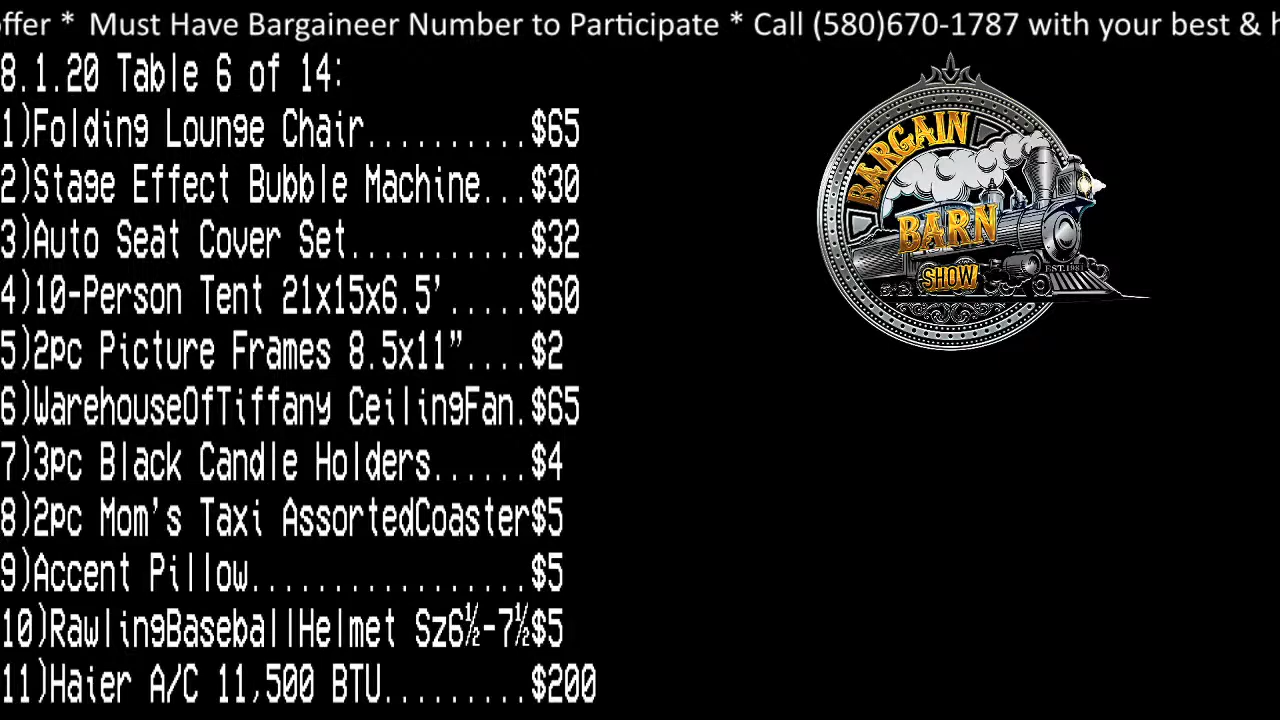 offer * Must Have Bargaineer Number to Participate * Call (580)670-1787 with your best & h
8.1.20 Table 6 of 14:
1)Folding Lounge Chair..........$65
2)Stage Effect Bubble Machine...$30
3)Auto Seat Cover Set...........$32
4)10-Person Tent 21x15x6.5'.....$60
5)2pc Picture Frames 8.5x11”....$2
6)WarehouseOfTiffany CeilingFan.$65
7)3pc Black Candle Holders......$4
8)2pc Mom's Taxi AssortedCoaster$5
9)Accent Pillow.................$5
10)RawlingBaseballHelmet Sz6½-7½$5
11)Haier A/C 11,500 BTU.........$200
BARGAIN
BARN
SHOW